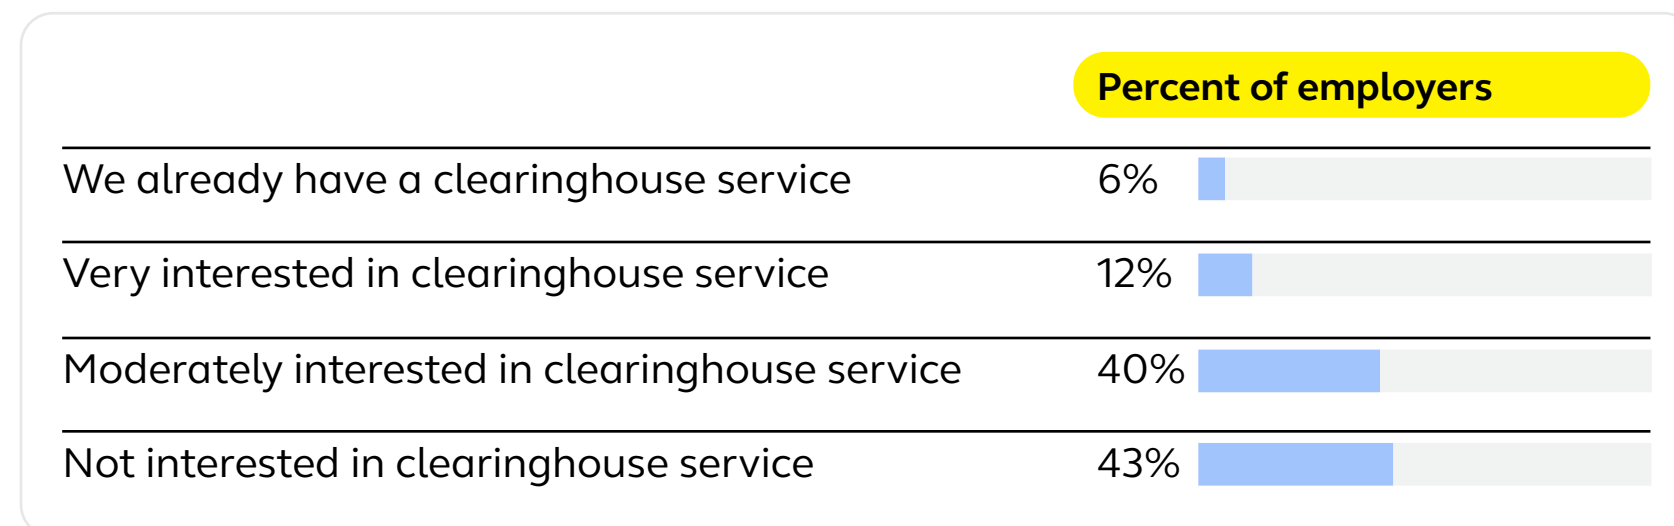 Percent of employers
We already have a clearinghouse service 6%
Very interested in clearinghouse service 12%
Moderately interested in clearinghouse service 40%
Not interested in clearinghouse service 43%